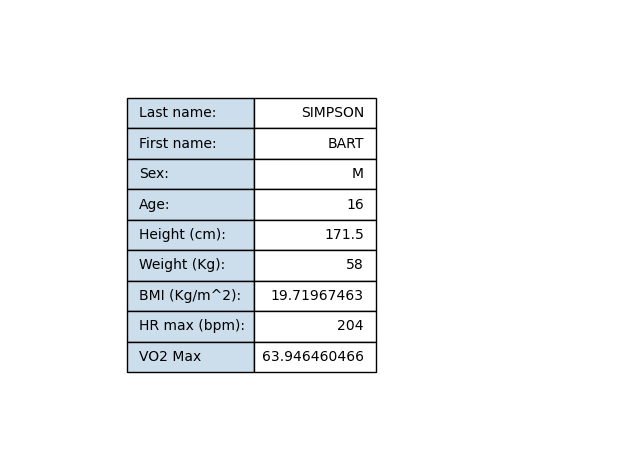 Last name: SIMPSON
First name: BART
Sex: M
Age: 16
Height (cm): 171.5
Weight (Kg): 58
BMI (Kg/m^2): 19.71967463
HR max (bpm): 204
VO2 Max 63.946460466